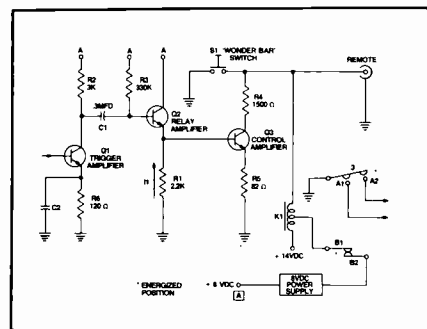 S1 'WONDER BAR'
SWITCH
REMOTE
A
A
A
R2
3K
R3
330K
.3MFD
C1
Q2
RELAY
AMPLIFIER
R4
1500 Ω
Q3
CONTROL
AMPLIFIER
Q1
TRIGGER
AMPLIFIER
I1
R1
2.2K
R5
82 Ω
R6
120 Ω
C2
3
A1
A2
K1
+ 14VDC
B1
B2
* ENERGIZED
POSITION
+ 8 VDC
A
8VDC
POWER
SUPPLY